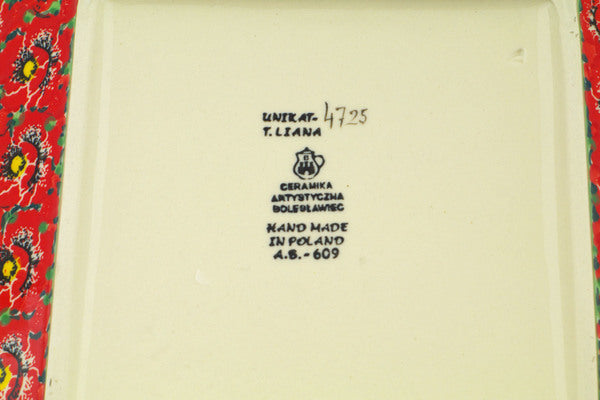 UNIKAT- 4725
T. LIANA
CERAMIKA
ARTYSTYCZNA
BOLESŁAWIEC
HAND MADE
IN POLAND
A.B.-609